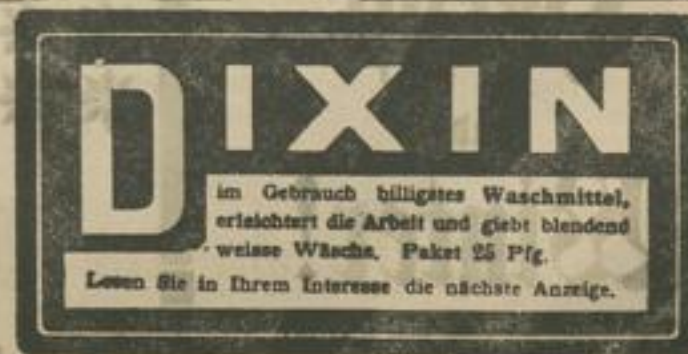 DIXIN
im Gebrauch billigstes Waschmittel,
erleichtert die Arbeit und giebt blendend
weisse Wäsche. Paket 25 Pfg.
Lesen Sie in Ihrem Interesse die nächste Anzeige.